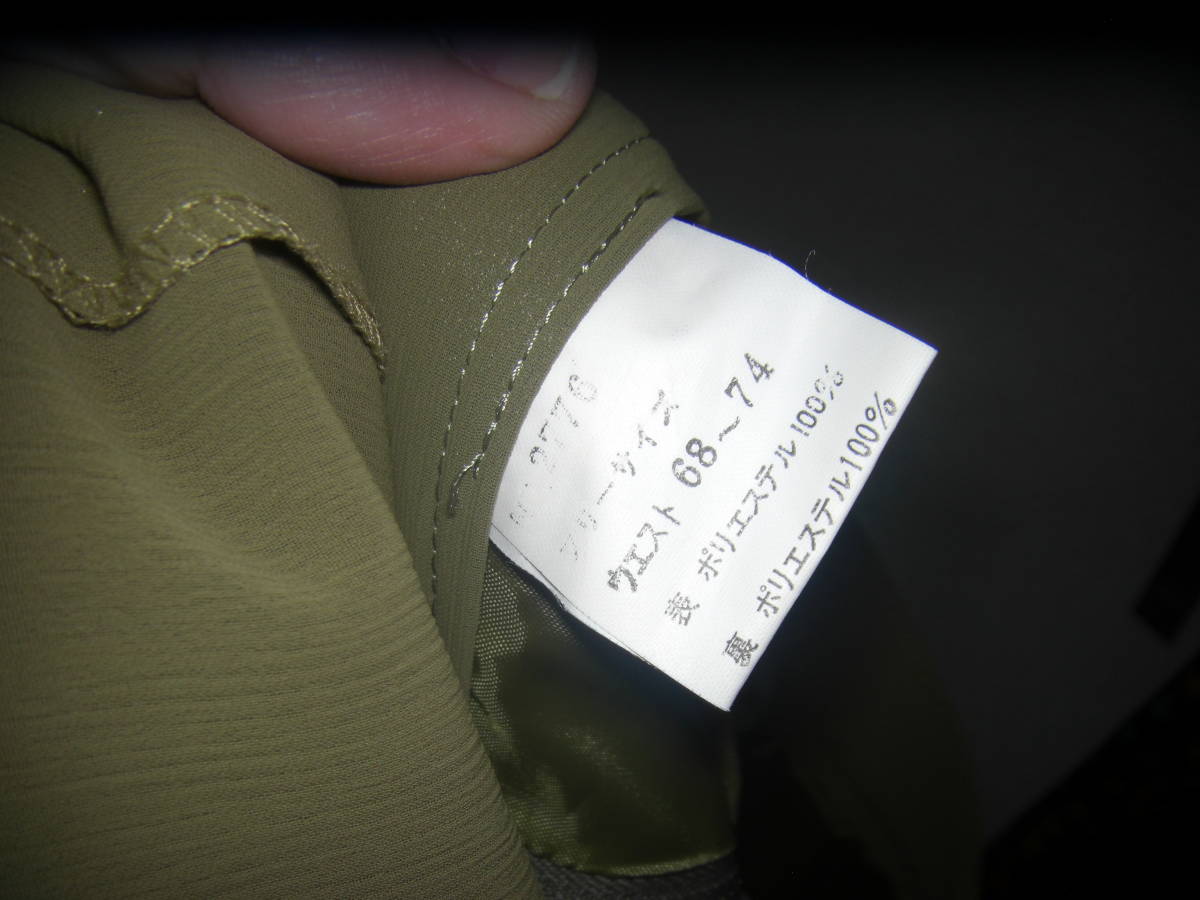 フリーサイズ
ウエスト 68～74
表 ポリエステル100%
裏 ポリエステル100%